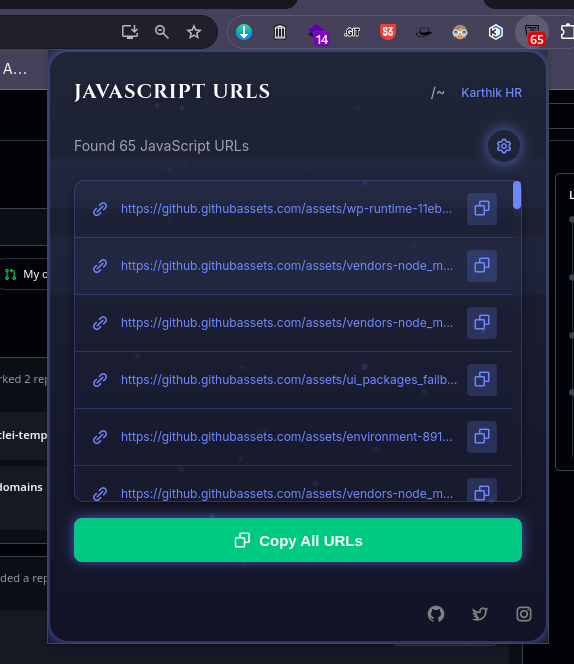 14
.GIT
S3
65
A...
JAVASCRIPT URLS
/~ Karthik HR
Found 65 JavaScript URLs
https://github.githubassets.com/assets/wp-runtime-11eb...
https://github.githubassets.com/assets/vendors-node_m...
https://github.githubassets.com/assets/vendors-node_m...
https://github.githubassets.com/assets/ui_packages_failb...
https://github.githubassets.com/assets/environment-891...
https://github.githubassets.com/assets/vendors-node_m...
Copy All URLs
My c
rked 2 rep
clei-temp
domains
ded a rep
L